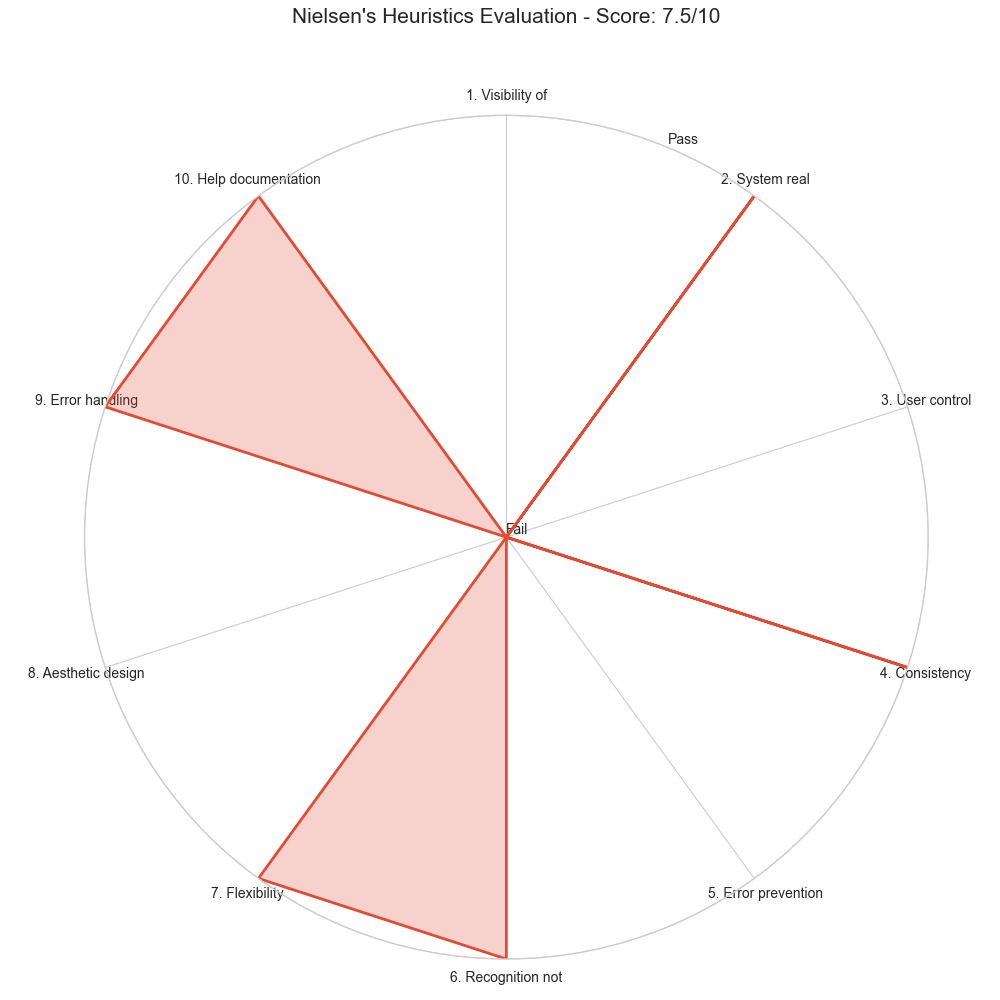 Nielsen's Heuristics Evaluation - Score: 7.5/10
1. Visibility of
Pass
2. System real
3. User control
4. Consistency
5. Error prevention
6. Recognition not
7. Flexibility
8. Aesthetic design
9. Error handling
10. Help documentation
Fail